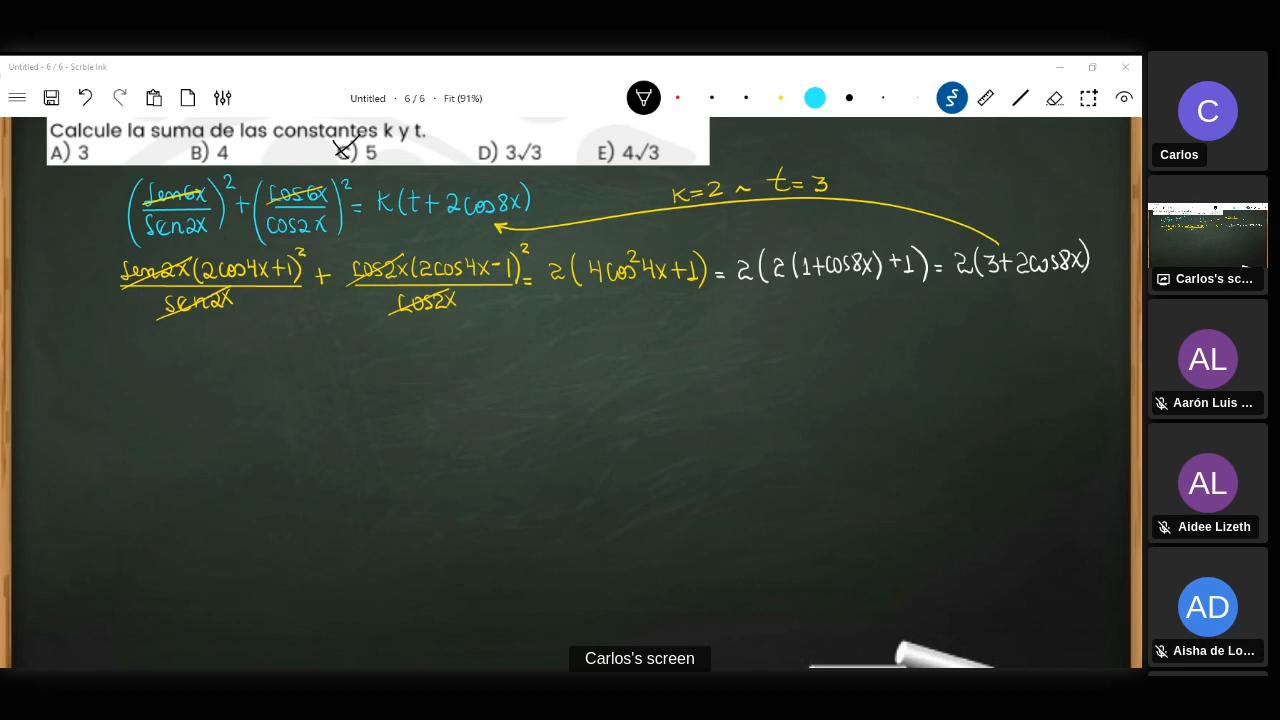 Untitled - 6 / 6 - Scrble Ink
Untitled · 6 / 6 · Fit (91%)
Calcule la suma de las constantes k y t.
A) 3 B) 4 C) 5 D) 3√3 E) 4√3
(sen6x/sen2x)² + (cos6x/cos2x)² = k(t + 2cos8x)
k=2 ~ t=3
sen2x(2cos4x+1)²/sen2x + cos2x(2cos4x-1)²/cos2x = 2(4cos²4x+1) = 2(2(1+cos8x)+1) = 2(3+2cos8x)
Carlos's screen
C
Carlos
Carlos's sc...
AL
Aarón Luis ...
AL
Aidee Lizeth
AD
Aisha de Lo...